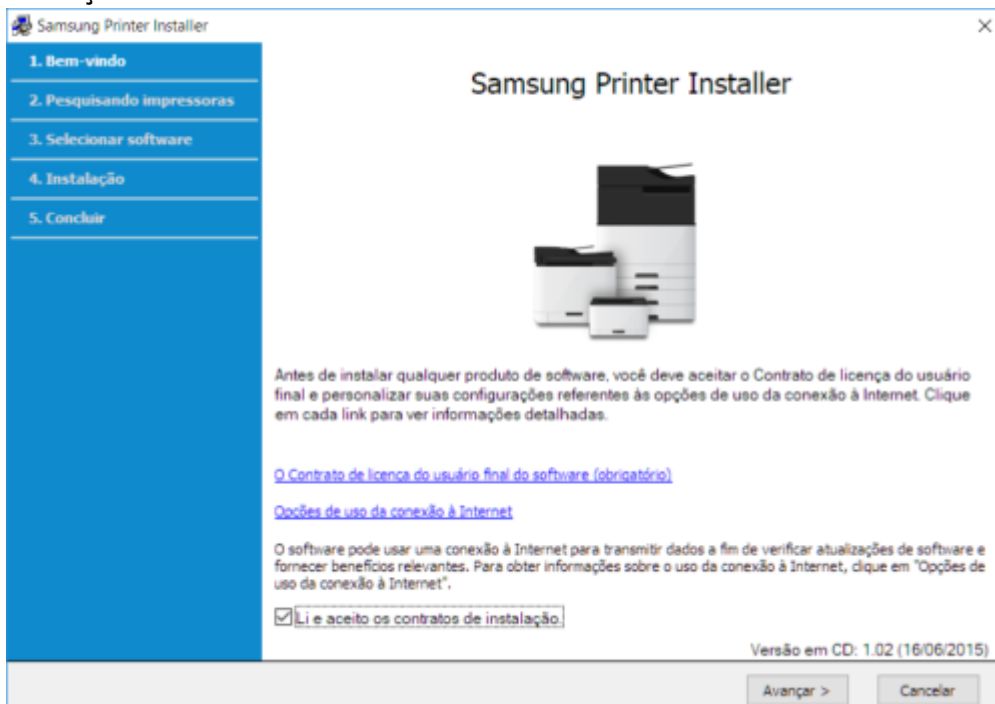 Samsung Printer Installer
1. Bem-vindo
2. Pesquisando impressoras
3. Selecionar software
4. Instalação
5. Concluir
Samsung Printer Installer
Antes de instalar qualquer produto de software, você deve aceitar o Contrato de licença do usuário
final e personalizar suas configurações referentes às opções de uso da conexão à Internet. Clique
em cada link para ver informações detalhadas.
O Contrato de licença do usuário final do software (obrigatório)
Opções de uso da conexão à Internet
O software pode usar uma conexão à Internet para transmitir dados a fim de verificar atualizações de software e
fornecer benefícios relevantes. Para obter informações sobre o uso da conexão à Internet, clique em "Opções de
uso da conexão à Internet".
Li e aceito os contratos de instalação.
Versão em CD: 1.02 (16/06/2015)
Avançar >
Cancelar